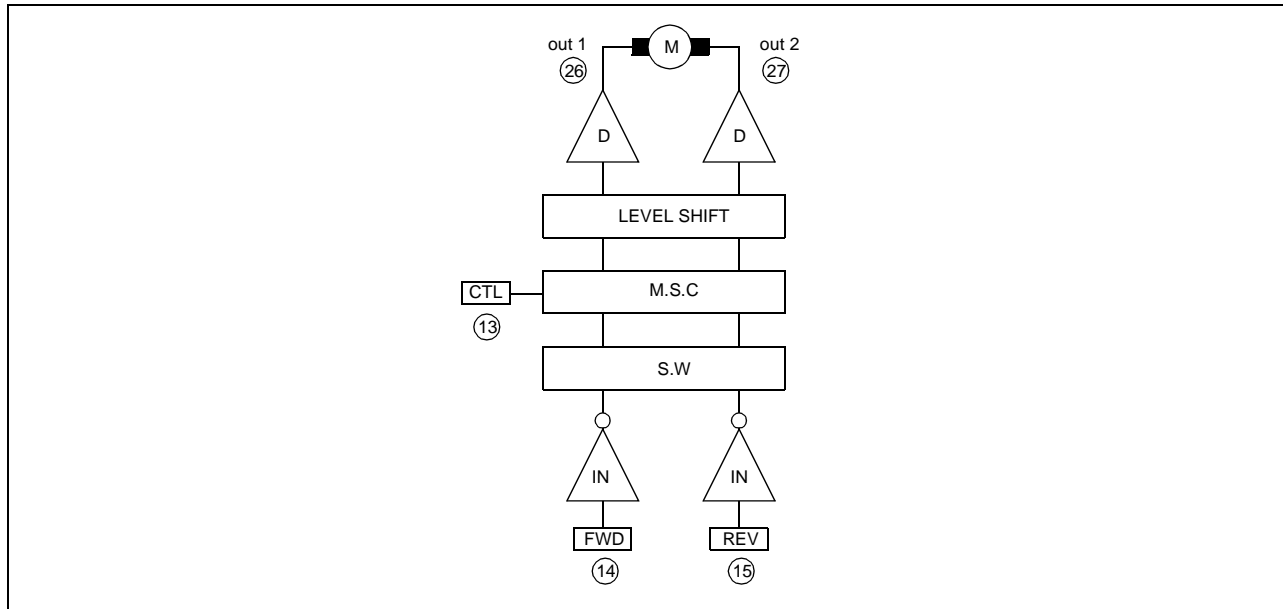 out 1
M
out 2
26
27
D
D
LEVEL SHIFT
CTL
M.S.C
13
S.W
IN
IN
FWD
REV
14
15